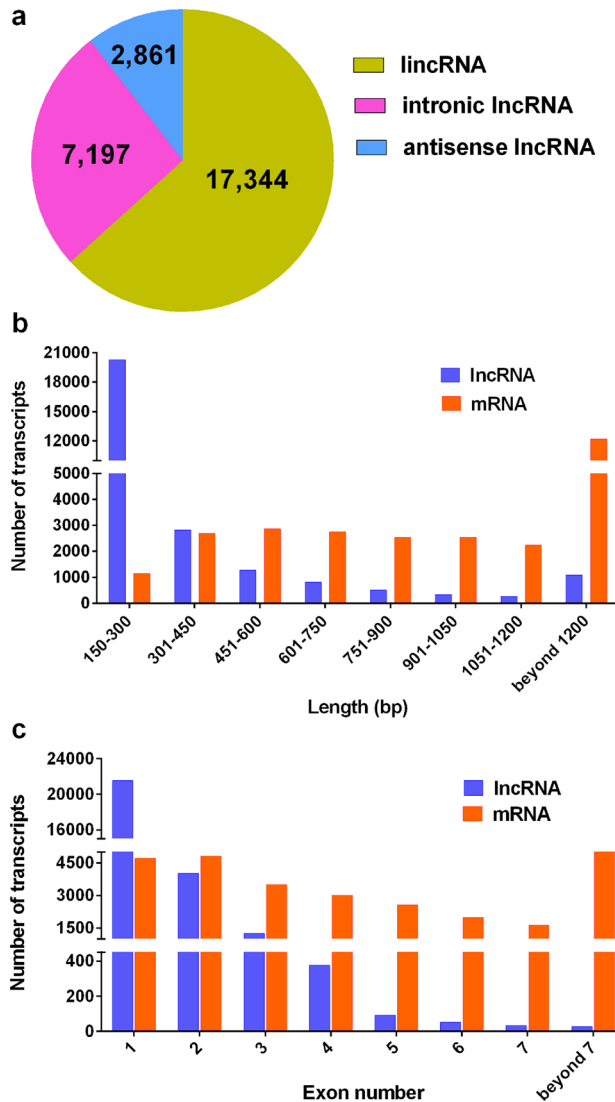 a
2,861
7,197
17,344
lincRNA
intronic lncRNA
antisense lncRNA
b
Number of transcripts
21000
18000
15000
12000
5000
4000
3000
2000
1000
0
lncRNA
mRNA
150-300
301-450
451-600
601-750
751-900
901-1050
1051-1200
beyond 1200
Length (bp)
c
Number of transcripts
24000
20000
16000
4500
3000
1500
400
200
0
lncRNA
mRNA
1
2
3
4
5
6
7
beyond 7
Exon number